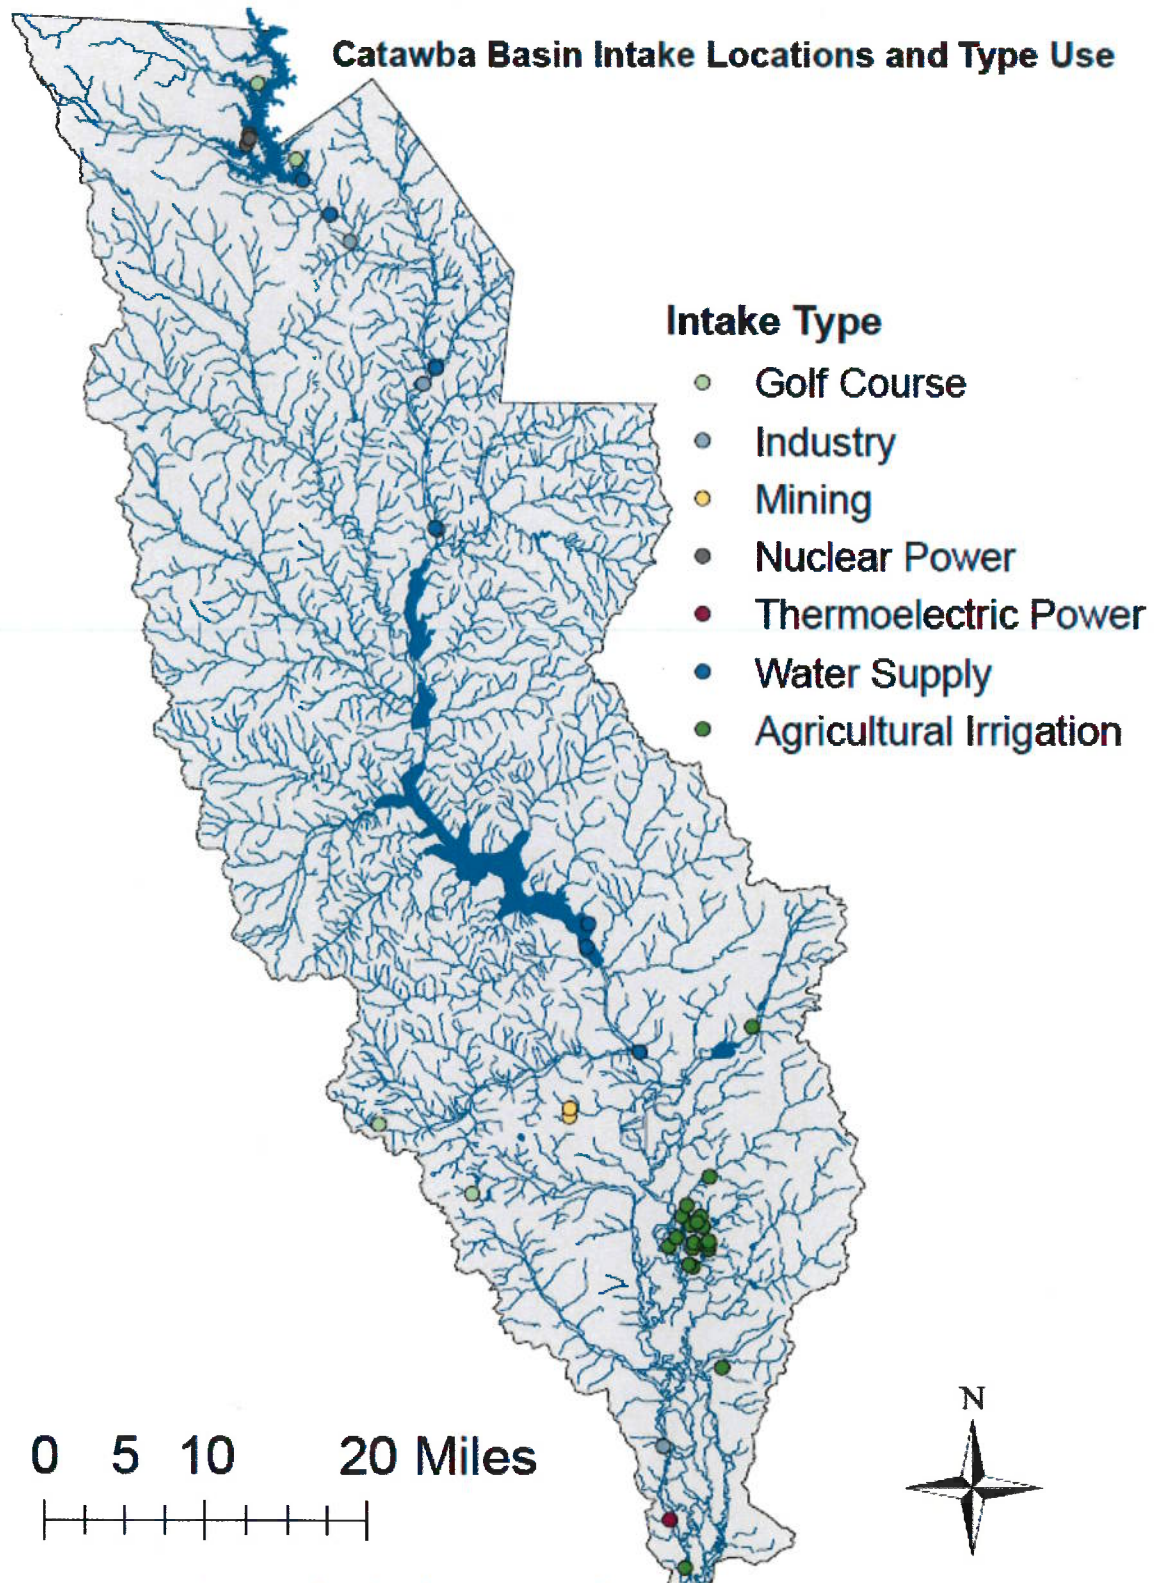 Catawba Basin Intake Locations and Type Use
Intake Type
Golf Course
Industry
Mining
Nuclear Power
Thermoelectric Power
Water Supply
Agricultural Irrigation
N
0 5 10 20 Miles